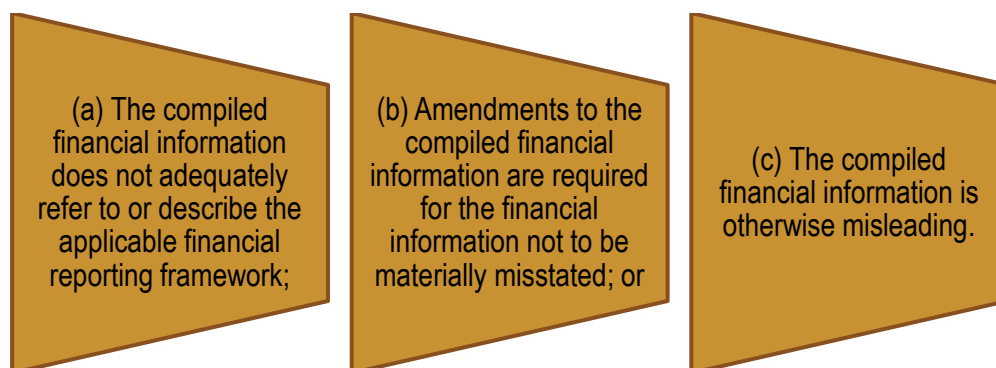 (a) The compiled
financial information
does not adequately
refer to or describe the
applicable financial
reporting framework;
(b) Amendments to the
compiled financial
information are required
for the financial
information not to be
materially misstated; or
(c) The compiled
financial information is
otherwise misleading.